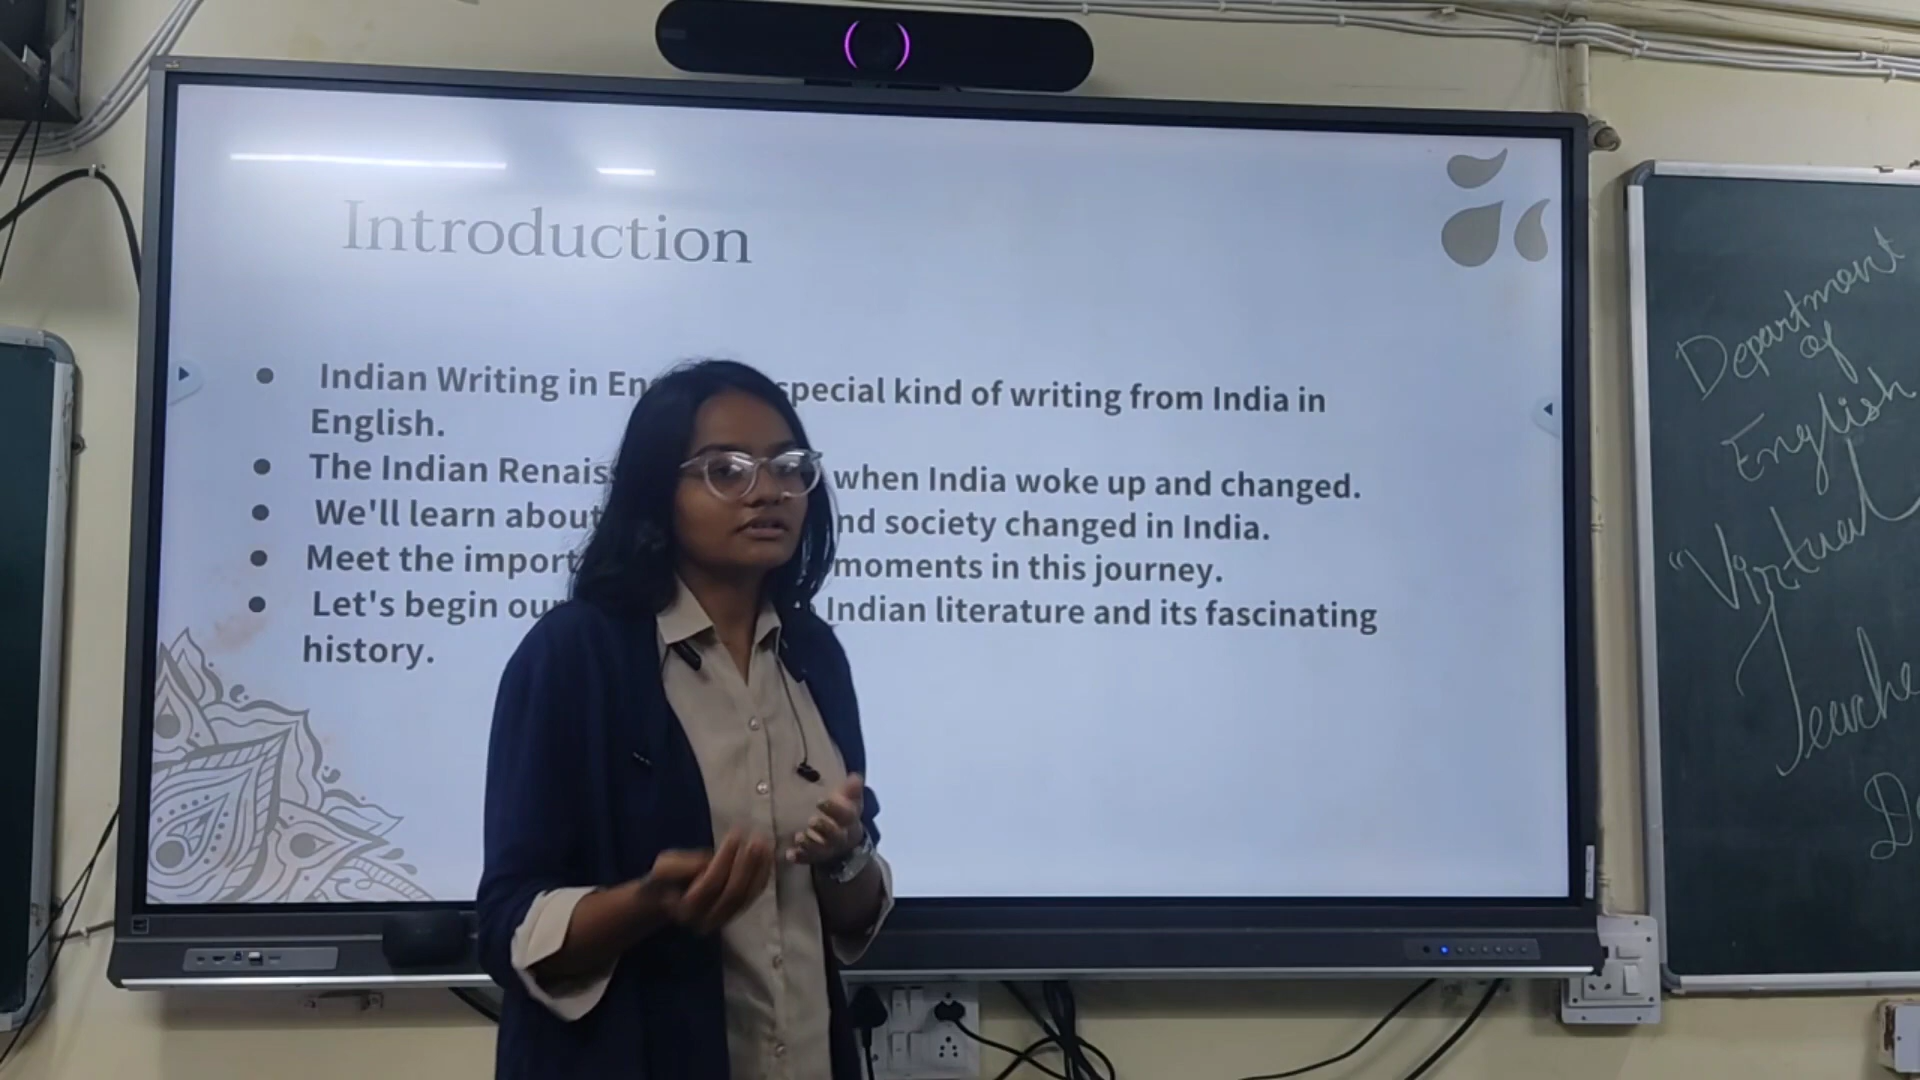 Introduction
Indian Writing in En special kind of writing from India in
English.
The Indian Renais when India woke up and changed.
We'll learn about nd society changed in India.
Meet the import moments in this journey.
Let's begin ou Indian literature and its fascinating
history.
Department
of
English
"Virtual
Teache